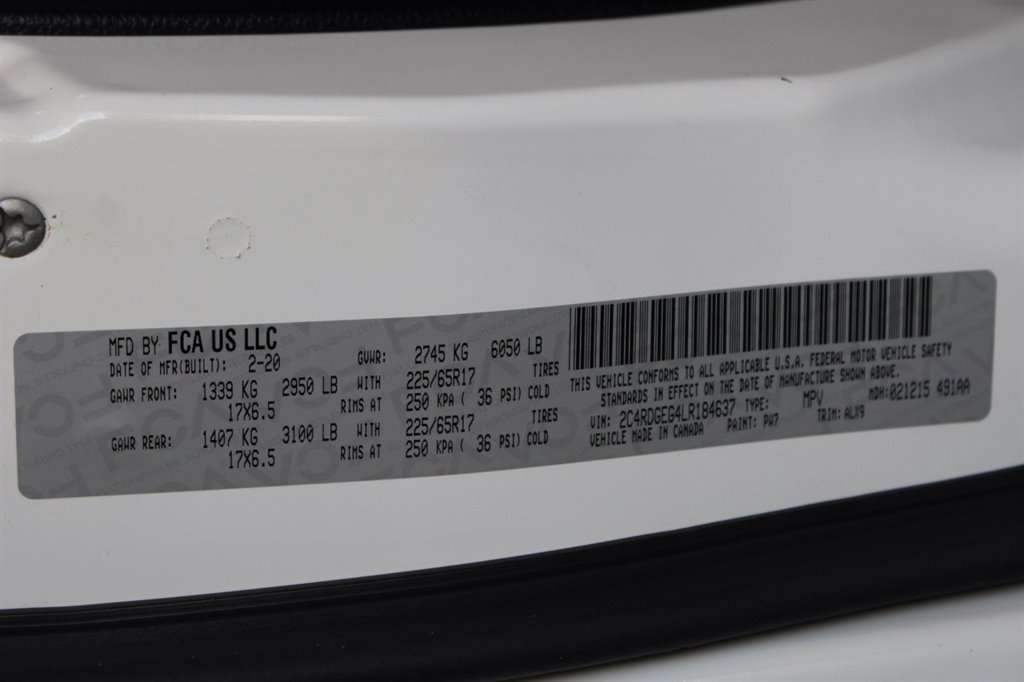 MFD BY FCA US LLC
DATE OF MFR(BUILT): 2-20 GVWR: 2745 KG 6050 LB
GAWR FRONT: 1339 KG 2950 LB WITH 225/65R17 TIRES
17X6.5 RIMS AT 250 KPA ( 36 PSI) COLD
GAWR REAR: 1407 KG 3100 LB WITH 225/65R17 TIRES
17X6.5 RIMS AT 250 KPA ( 36 PSI) COLD
THIS VEHICLE CONFORMS TO ALL APPLICABLE U.S.A. FEDERAL MOTOR VEHICLE SAFETY
STANDARDS IN EFFECT ON THE DATE OF MANUFACTURE SHOWN ABOVE.
MDH:021215 491AA
VIN: 2C4RDGEG4LR184637 TYPE: MPV
VEHICLE MADE IN CANADA PAINT: PW7 TRIM: ALX9